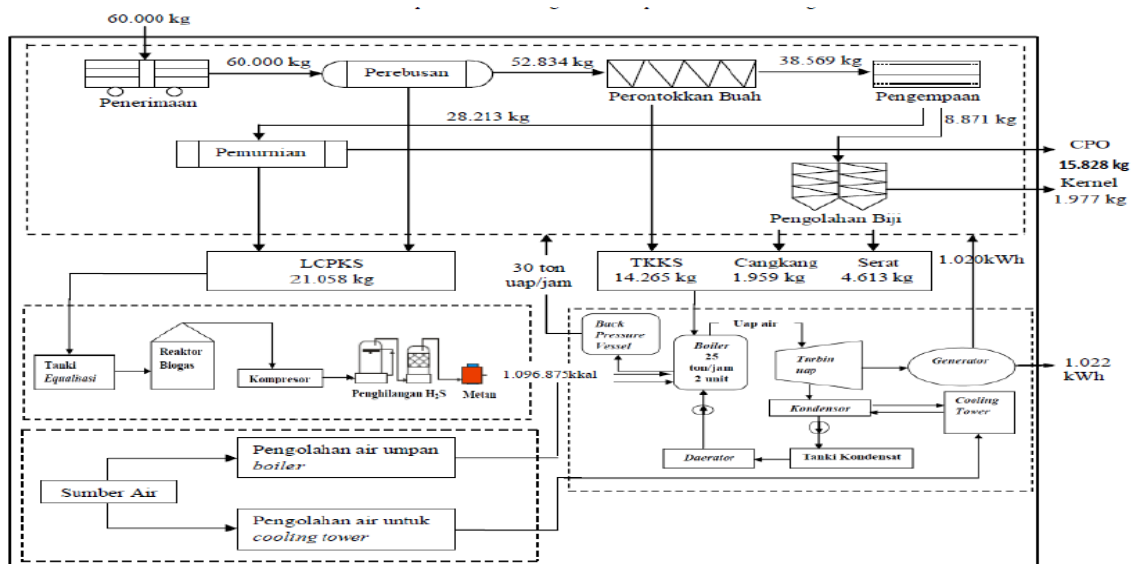 60.000 kg
60.000 kg
Perebusan
52.834 kg
38.569 kg
Penerimaan
Perontokkan Buah
Pengempaan
28.213 kg
8.871 kg
Pemurnian
CPO
15.828 kg
Kernel
1.977 kg
Pengolahan Biji
LCPKS
21.058 kg
30 ton
uap/jam
TKKS
14.265 kg
Cangkang
1.959 kg
Serat
4.613 kg
1.020kWh
Tanki
Equalisasi
Reaktor
Biogas
Kompresor
Penghilangan H2S
Metan
1.096.875kkal
Back
Pressure
Vessel
Boiler
25
ton/jam
2 unit
Uap air
Turbin
uap
Generator
1.022
kWh
Kondensor
Cooling
Tower
Daerator
Tanki Kondensat
Sumber Air
Pengolahan air umpan
boiler
Pengolahan air untuk
cooling tower